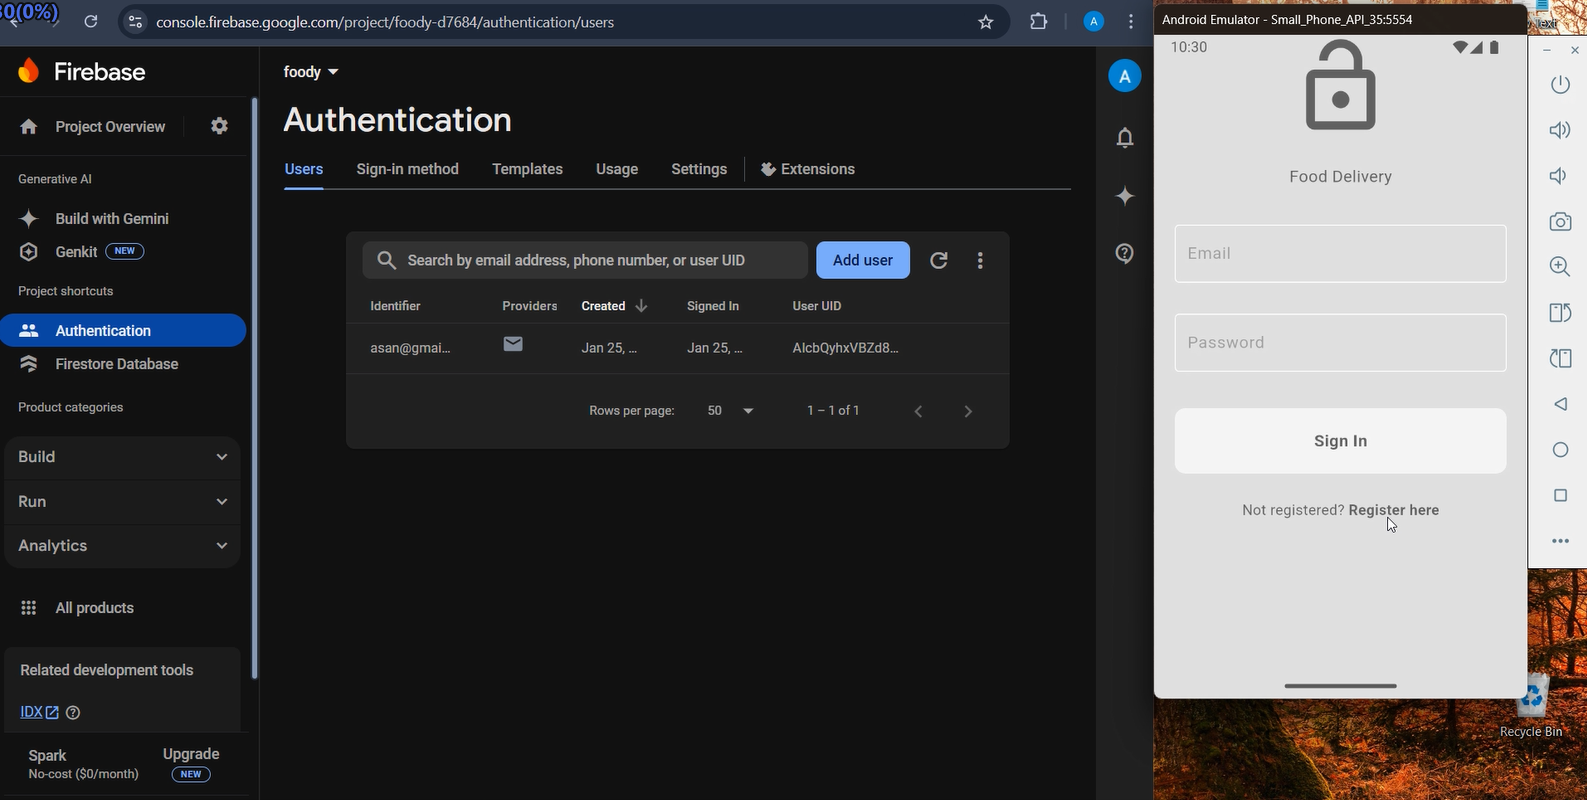 30(0%)
console.firebase.google.com/project/foody-d7684/authentication/users
Firebase
Project Overview
Generative AI
Build with Gemini
Genkit NEW
Project shortcuts
Authentication
Firestore Database
Product categories
Build
Run
Analytics
All products
Related development tools
IDX
Spark
No-cost ($0/month)
Upgrade
NEW
foody
Authentication
Users Sign-in method Templates Usage Settings Extensions
Search by email address, phone number, or user UID
Add user
Identifier Providers Created Signed In User UID
asan@gmai... Jan 25, ... Jan 25, ... AlcbQyhxVBZd8...
Rows per page: 50 1 – 1 of 1
A
A
Android Emulator - Small_Phone_API_35:5554
10:30
Food Delivery
Email
Password
Sign In
Not registered? Register here
Recycle Bin